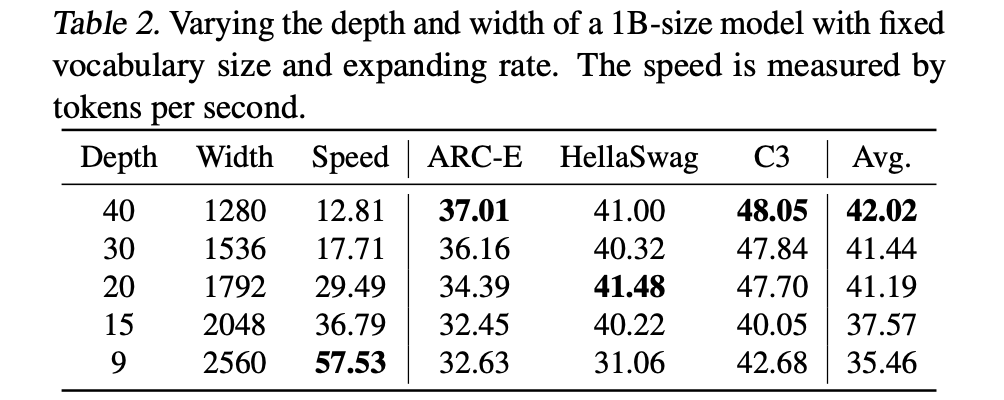 Table 2. Varying the depth and width of a 1B-size model with fixed
vocabulary size and expanding rate. The speed is measured by
tokens per second.
Depth Width Speed ARC-E HellaSwag C3 Avg.
40 1280 12.81 37.01 41.00 48.05 42.02
30 1536 17.71 36.16 40.32 47.84 41.44
20 1792 29.49 34.39 41.48 47.70 41.19
15 2048 36.79 32.45 40.22 40.05 37.57
9 2560 57.53 32.63 31.06 42.68 35.46